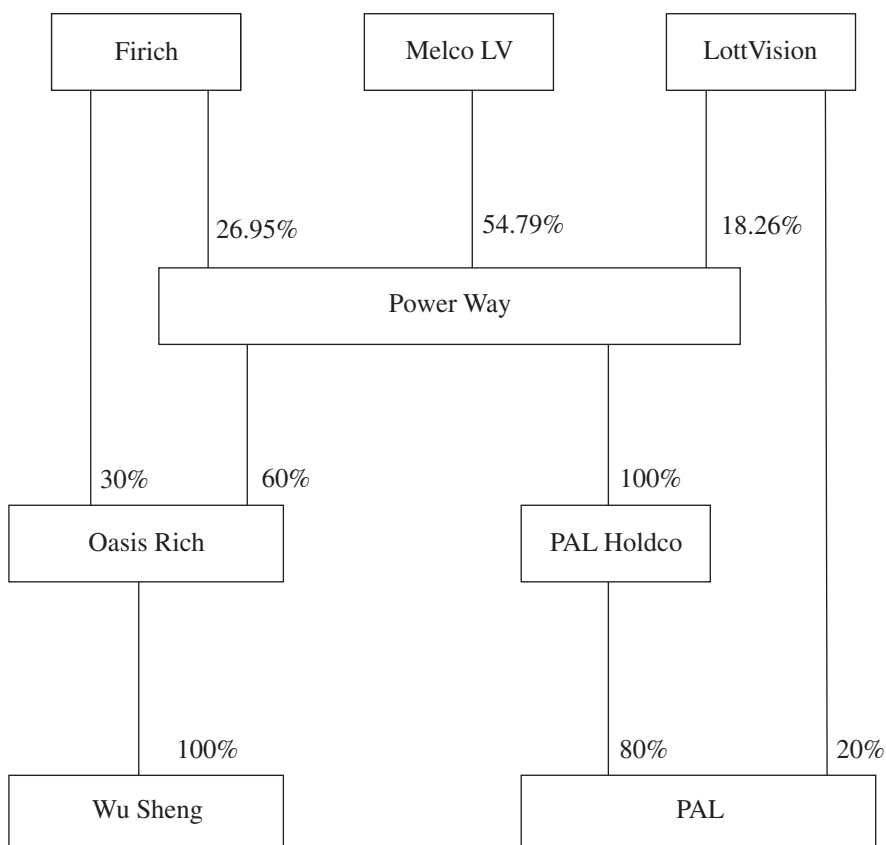 Firich
Melco LV
LottVision
26.95%
54.79%
18.26%
Power Way
30%
60%
100%
Oasis Rich
PAL Holdco
100%
80%
20%
Wu Sheng
PAL